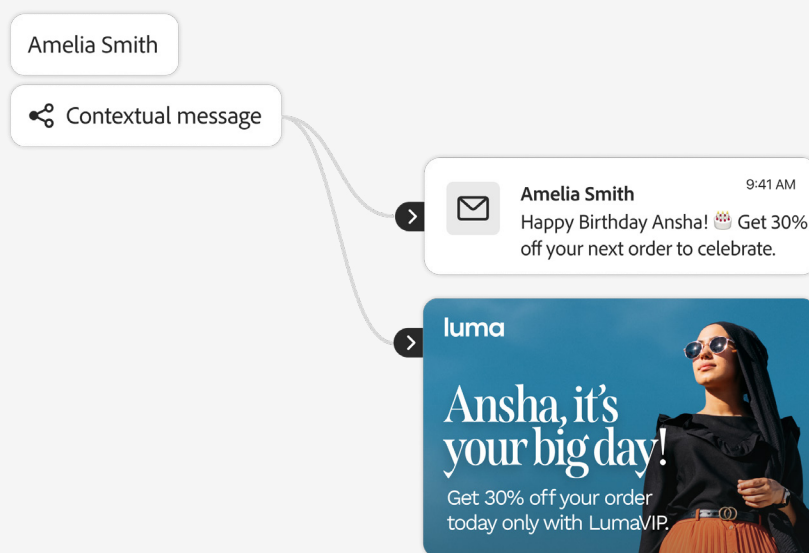 Amelia Smith
Contextual message
9:41 AM
Amelia Smith
Happy Birthday Ansha! 🎂 Get 30%
off your next order to celebrate.
luma
Ansha, it's
your big day!
Get 30% off your order
today only with LumaVIP.